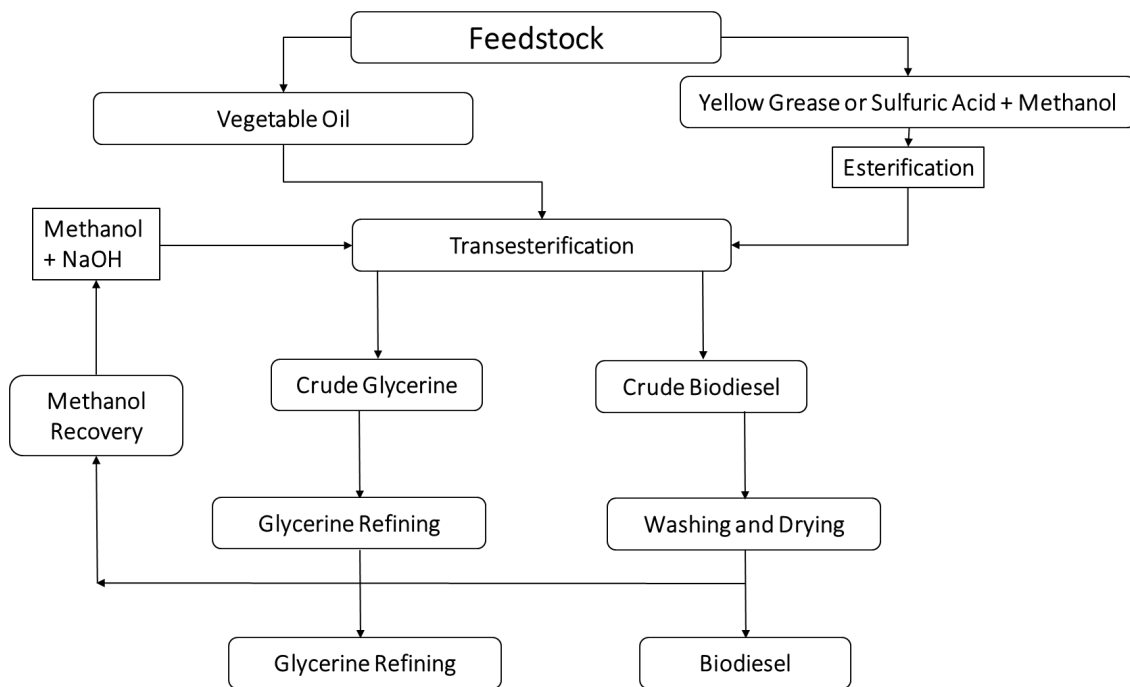 Feedstock
Vegetable Oil
Yellow Grease or Sulfuric Acid + Methanol
Esterification
Methanol
+ NaOH
Transesterification
Crude Glycerine
Crude Biodiesel
Methanol
Recovery
Glycerine Refining
Washing and Drying
Glycerine Refining
Biodiesel